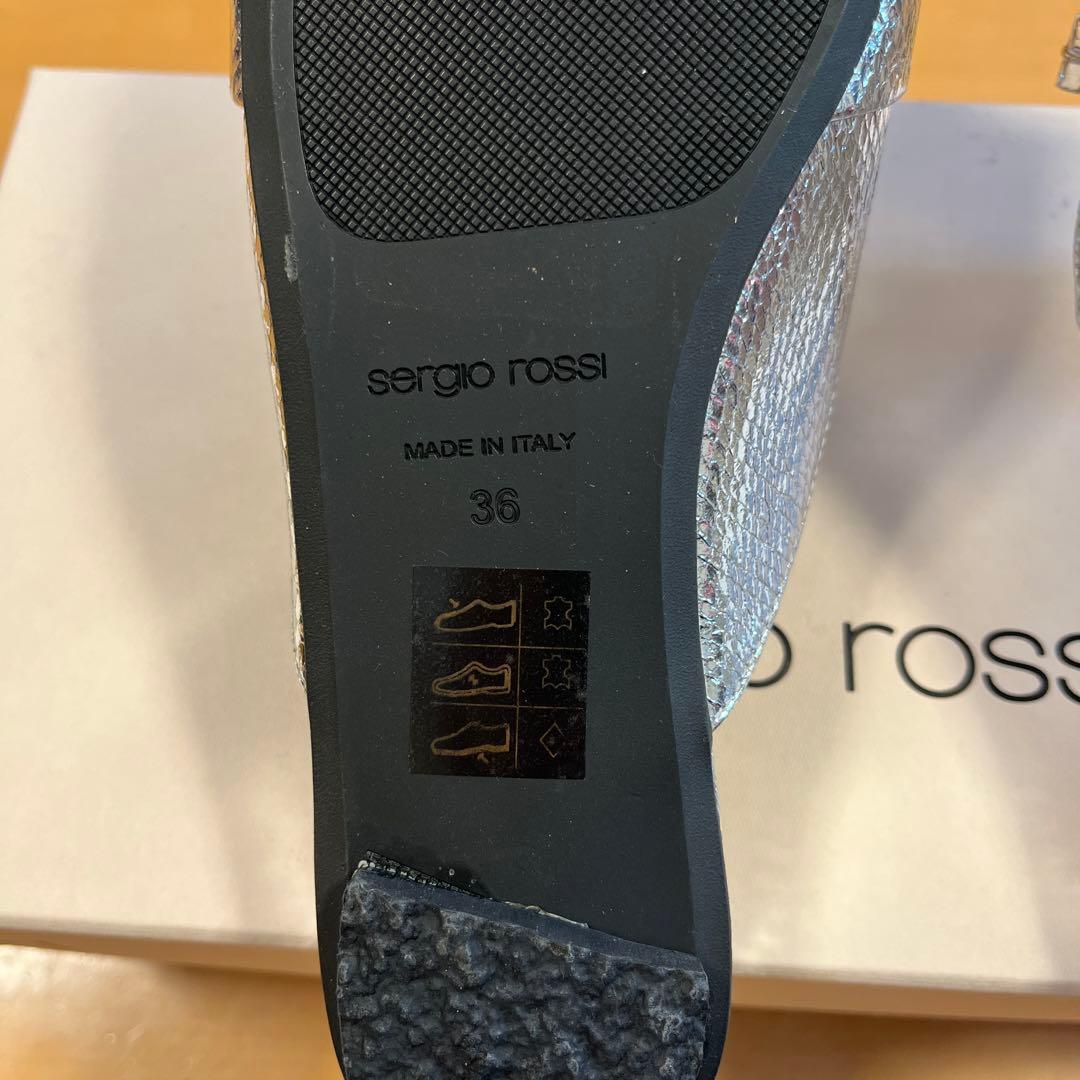 sergio rossi
MADE IN ITALY
36
o ross